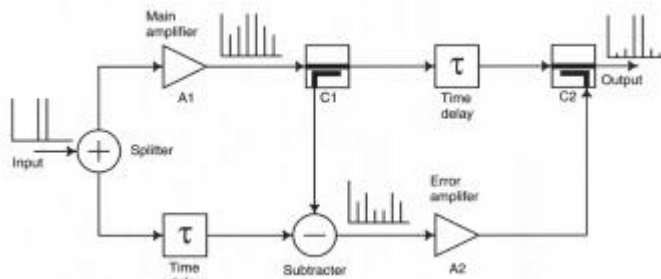 Main
amplifier
A1
C1
τ
Time
delay
C2
Output
Input
Splitter
+
τ
Time
−
Subtracter
Error
amplifier
A2